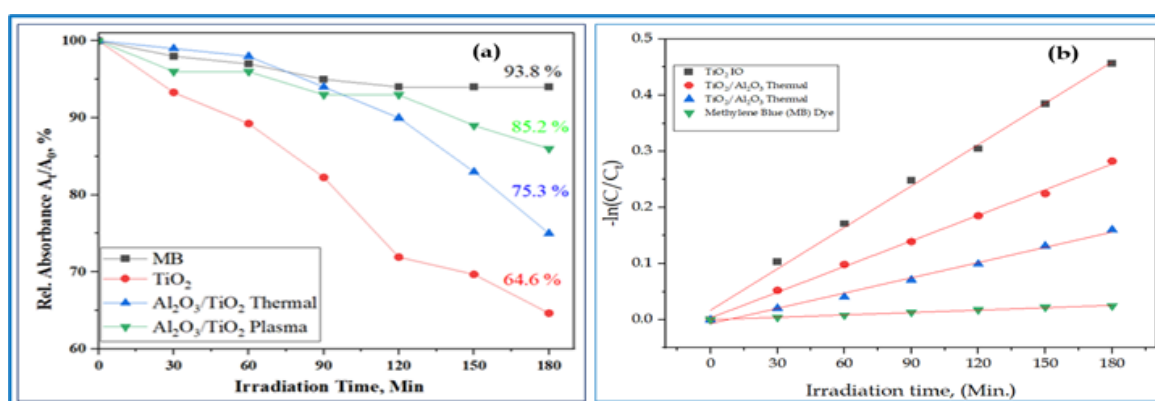 (a)
100
90
80
70
60
Rel. Absorbance Aₜ/A₀, %
93.8 %
85.2 %
75.3 %
64.6 %
MB
TiO₂
Al₂O₃/TiO₂ Thermal
Al₂O₃/TiO₂ Plasma
0 30 60 90 120 150 180
Irradiation Time, Min
(b)
0.5
0.4
0.3
0.2
0.1
0.0
-ln(C/Cₜ)
TiO₂ IO
TiO₂/Al₂O₃ Thermal
TiO₂/Al₂O₃ Thermal
Methylene Blue (MB) Dye
0 30 60 90 120 150 180
Irradiation time, (Min.)